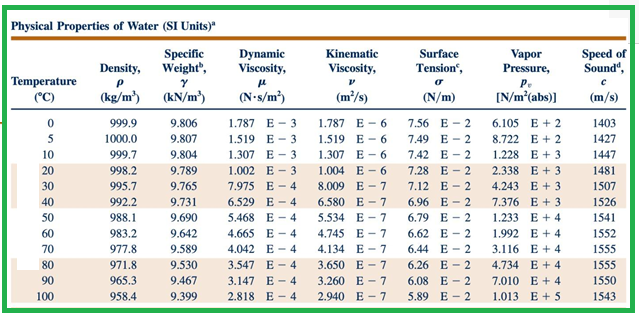 Physical Properties of Water (SI Units)ª
Specific Dynamic Kinematic Surface Vapor Speed of
Density, Weightᵇ, Viscosity, Viscosity, Tensionᶜ, Pressure, Soundᵈ,
Temperature ρ γ μ ν σ pᵥ c
(°C) (kg/m³) (kN/m³) (N·s/m²) (m²/s) (N/m) [N/m²(abs)] (m/s)
0 999.9 9.806 1.787 E − 3 1.787 E − 6 7.56 E − 2 6.105 E + 2 1403
5 1000.0 9.807 1.519 E − 3 1.519 E − 6 7.49 E − 2 8.722 E + 2 1427
10 999.7 9.804 1.307 E − 3 1.307 E − 6 7.42 E − 2 1.228 E + 3 1447
20 998.2 9.789 1.002 E − 3 1.004 E − 6 7.28 E − 2 2.338 E + 3 1481
30 995.7 9.765 7.975 E − 4 8.009 E − 7 7.12 E − 2 4.243 E + 3 1507
40 992.2 9.731 6.529 E − 4 6.580 E − 7 6.96 E − 2 7.376 E + 3 1526
50 988.1 9.690 5.468 E − 4 5.534 E − 7 6.79 E − 2 1.233 E + 4 1541
60 983.2 9.642 4.665 E − 4 4.745 E − 7 6.62 E − 2 1.992 E + 4 1552
70 977.8 9.589 4.042 E − 4 4.134 E − 7 6.44 E − 2 3.116 E + 4 1555
80 971.8 9.530 3.547 E − 4 3.650 E − 7 6.26 E − 2 4.734 E + 4 1555
90 965.3 9.467 3.147 E − 4 3.260 E − 7 6.08 E − 2 7.010 E + 4 1550
100 958.4 9.399 2.818 E − 4 2.940 E − 7 5.89 E − 2 1.013 E + 5 1543